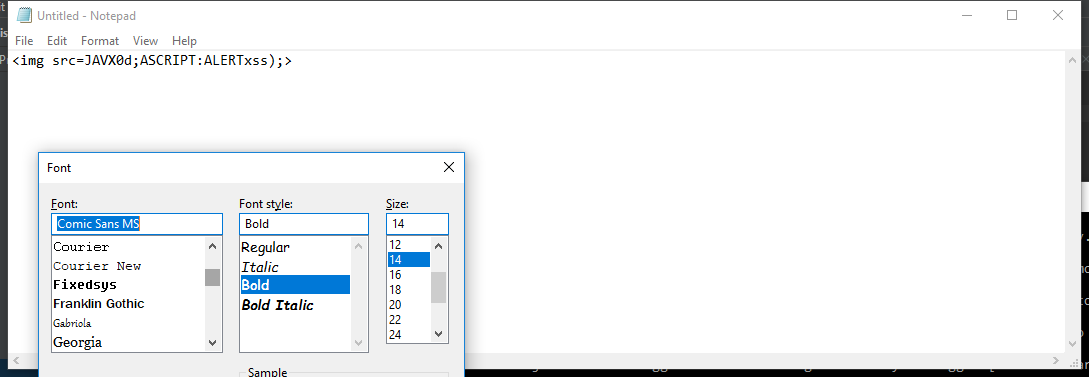 Untitled - Notepad
File Edit Format View Help
<img src=JAVX0d;ASCRIPT:ALERTxss);>
Font
Font: Font style: Size:
Comic Sans MS Bold 14
Courier Regular 12
Courier New Italic 14
Fixedsys Bold 16
Franklin Gothic Bold Italic 18
Gabriola 20
Georgia 22
24
Sample